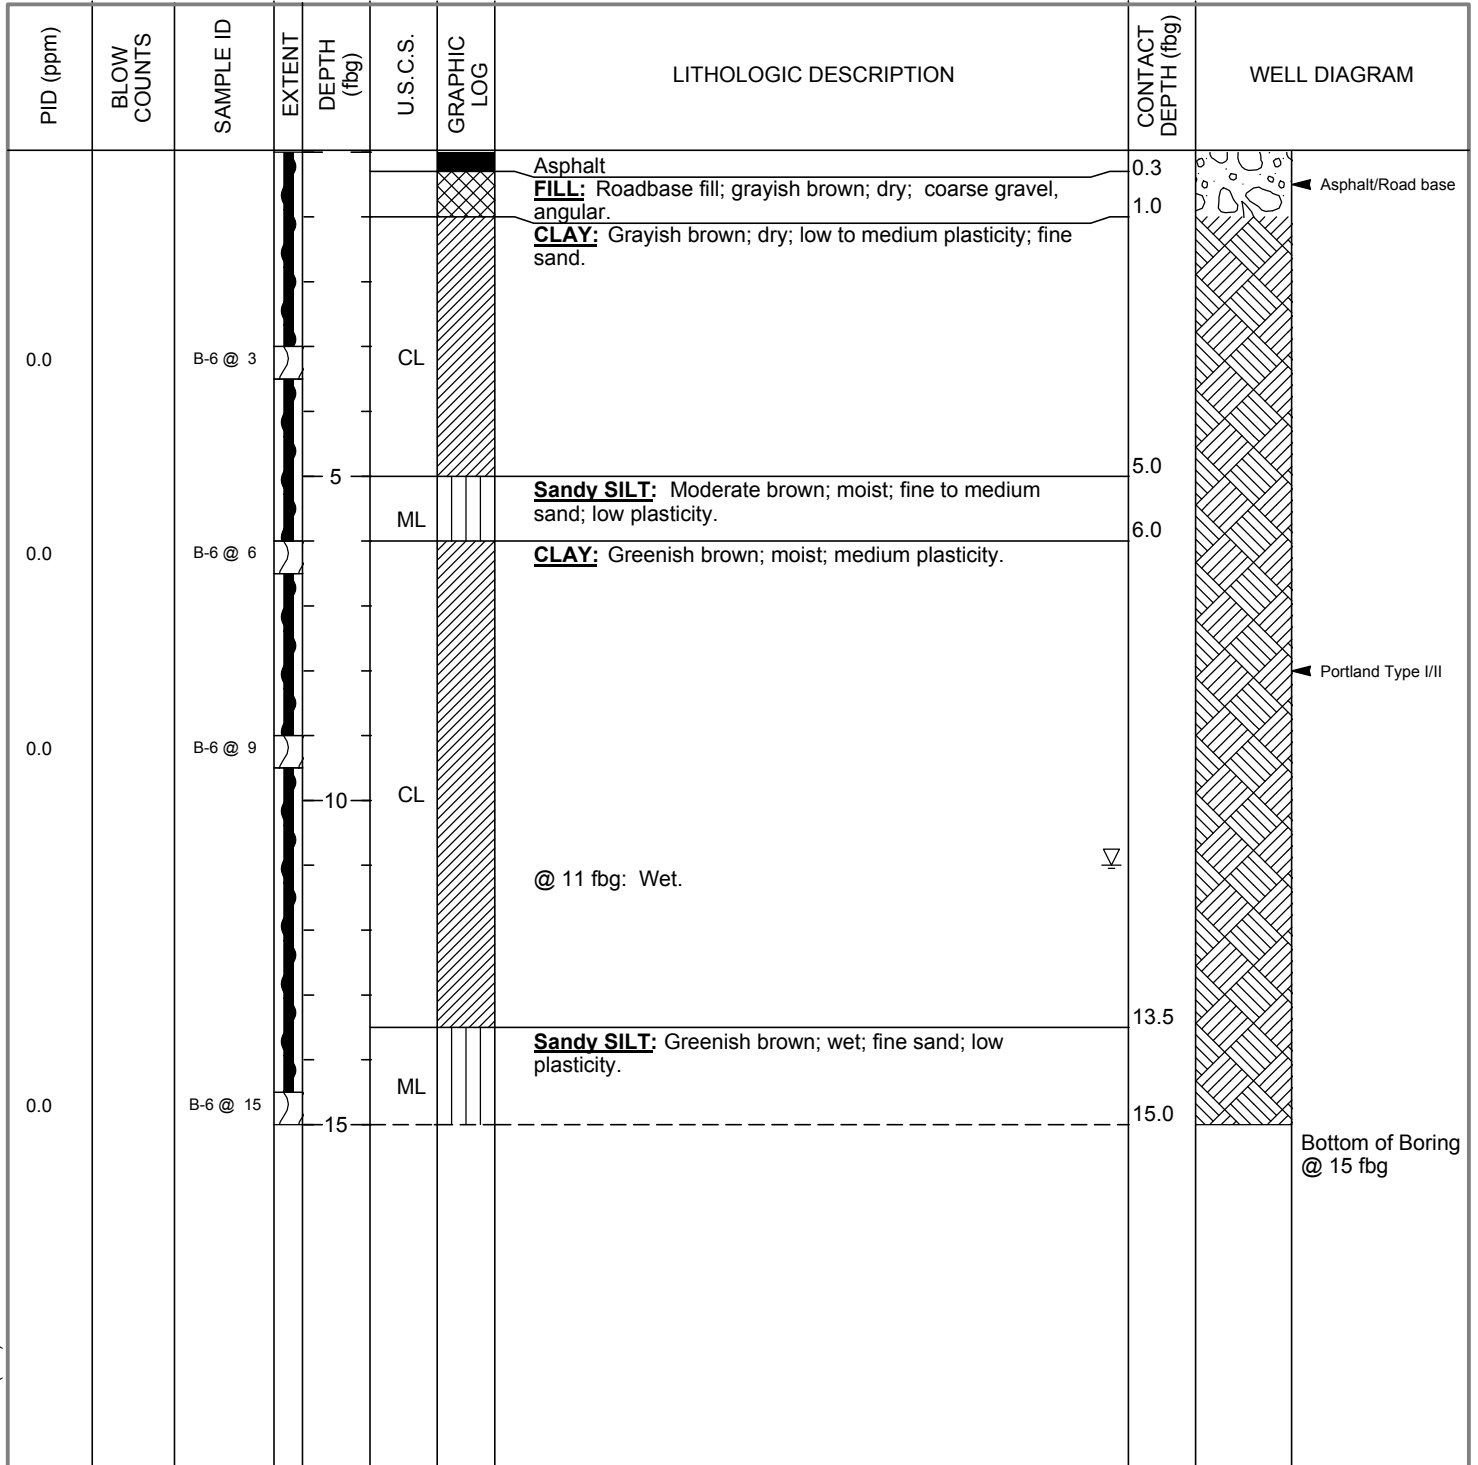 PID (ppm)
BLOW
COUNTS
SAMPLE ID
EXTENT
DEPTH
(fbg)
U.S.C.S.
GRAPHIC
LOG
LITHOLOGIC DESCRIPTION
CONTACT
DEPTH (fbg)
WELL DIAGRAM
Asphalt
0.3
FILL: Roadbase fill; grayish brown; dry; coarse gravel,
angular.
1.0
Asphalt/Road base
CLAY: Grayish brown; dry; low to medium plasticity; fine
sand.
0.0
B-6 @ 3
CL
5
5.0
Sandy SILT: Moderate brown; moist; fine to medium
sand; low plasticity.
ML
6.0
0.0
B-6 @ 6
CLAY: Greenish brown; moist; medium plasticity.
Portland Type I/II
0.0
B-6 @ 9
10
CL
@ 11 fbg: Wet.
13.5
Sandy SILT: Greenish brown; wet; fine sand; low
plasticity.
ML
0.0
B-6 @ 15
15
15.0
Bottom of Boring
@ 15 fbg